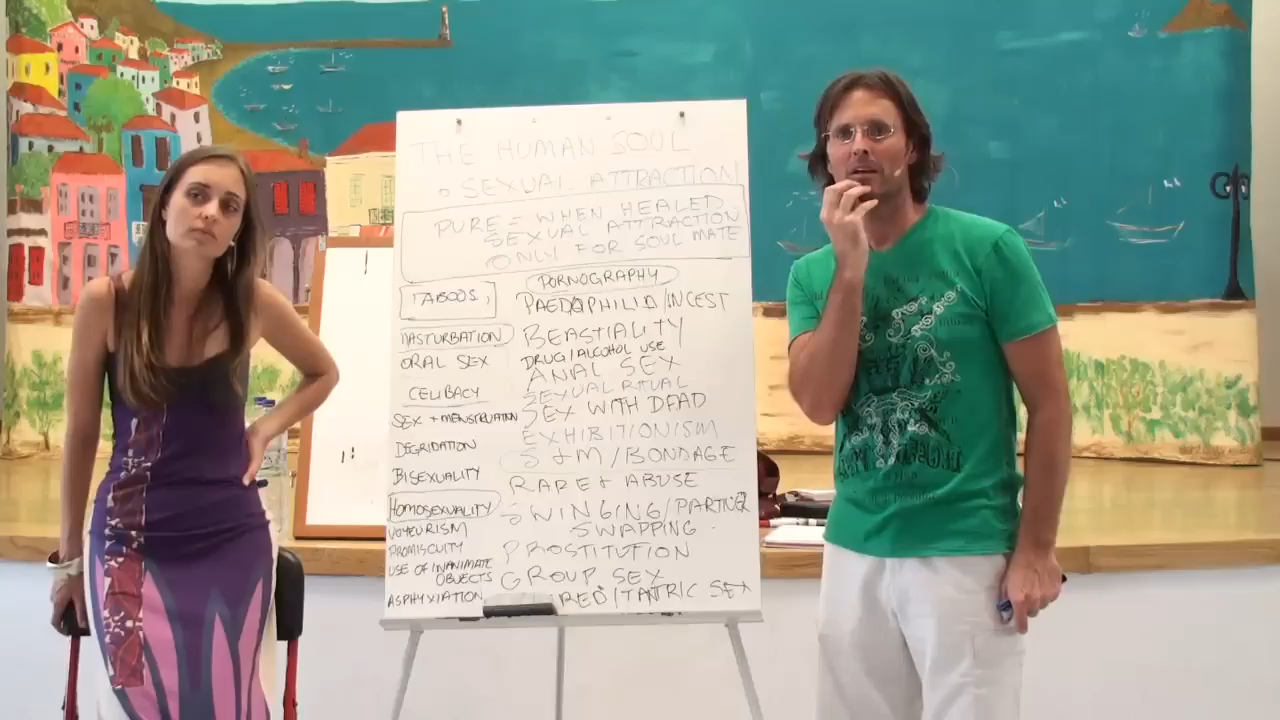 THE HUMAN SOUL
o SEXUAL ATTRACTION
PURE = WHEN HEALED
SEXUAL ATTRACTION
ONLY FOR SOUL MATE
TABOOS,
MASTURBATION
ORAL SEX
CELIBACY
SEX + MENSTRUATION
DEGRIDATION
BISEXUALITY
HOMOSEXUALITY
VOYEURISM
PROMISCUITY
USE OF INANIMATE
OBJECTS
ASPHYXIATION
PORNOGRAPHY
PAEDAPHILIA/INCEST
BEASTIALITY
DRUG/ALCOHOL USE
ANAL SEX
SEXUAL RITUAL
SEX WITH DEAD
EXHIBITIONISM
S+M/BONDAGE
RAPE + ABUSE
SWINGING/PARTNER
SWAPPING
PROSTITUTION
GROUP SEX
SEX